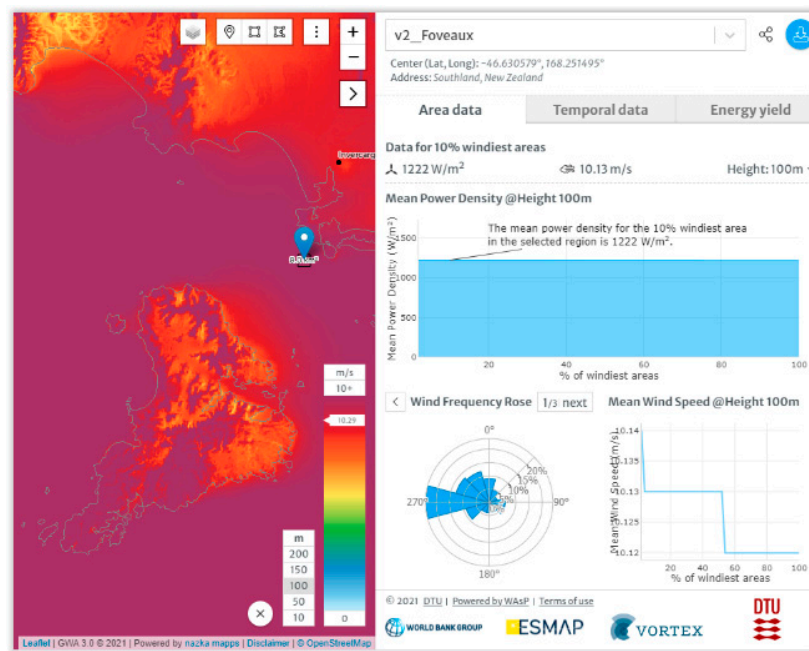 v2_Foveaux
Center (Lat, Long): -46.630579°, 168.251495°
Address: Southland, New Zealand
Area data
Temporal data
Energy yield
Data for 10% windiest areas
1222 W/m²
10.13 m/s
Height: 100m
Mean Power Density @Height 100m
The mean power density for the 10% windiest area
in the selected region is 1222 W/m².
Mean Power Density (W/m²)
1500
1000
500
0
20
40
60
80
100
% of windiest areas
Wind Frequency Rose
1/3 next
0°
20%
15%
10%
270°
90°
180°
Mean Wind Speed @Height 100m
Mean Wind Speed (m/s)
10.14
10.135
10.13
10.125
10.12
20
40
60
80
100
% of windiest areas
+
−
m/s
10+
10.29
0
m
200
150
100
50
10
Leaflet | GWA 3.0 © 2021 | Powered by nazka mapps | Disclaimer | © OpenStreetMap
© 2021 DTU | Powered by WAsP | Terms of use
WORLD BANK GROUP
ESMAP
VORTEX
DTU